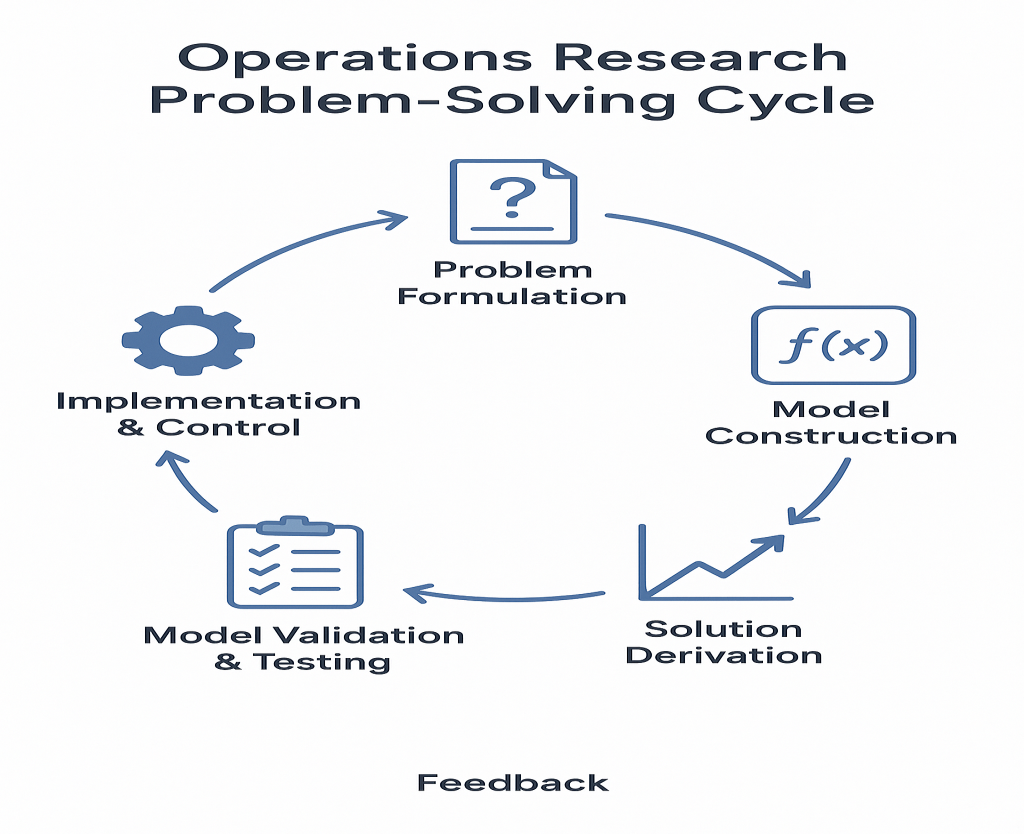 Operations Research
Problem-Solving Cycle
?
Problem
Formulation
f(x)
Model
Construction
Implementation
& Control
Solution
Derivation
Model Validation
& Testing
Feedback